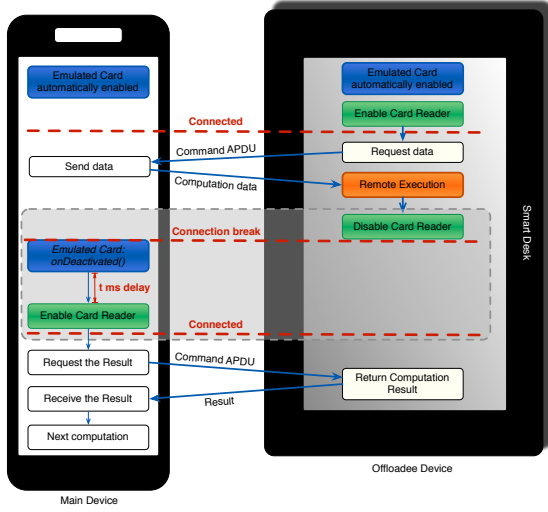 Emulated Card
automatically enabled
Emulated Card
automatically enabled
Enable Card Reader
Connected
Command APDU
Request data
Send data
Computation data
Remote Execution
Disable Card Reader
Connection break
Emulated Card:
onDeactivated()
t ms delay
Enable Card Reader
Connected
Request the Result
Command APDU
Return Computation
Result
Receive the Result
Result
Next computation
Smart Desk
Offloadee Device
Main Device